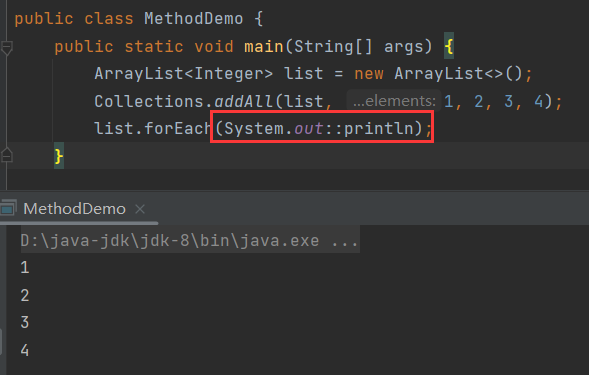 public class MethodDemo {
public static void main(String[] args) {
ArrayList<Integer> list = new ArrayList<>();
Collections.addAll(list, ...elements: 1, 2, 3, 4);
list.forEach(System.out::println);
}
MethodDemo ×
D:\java-jdk\jdk-8\bin\java.exe ...
1
2
3
4